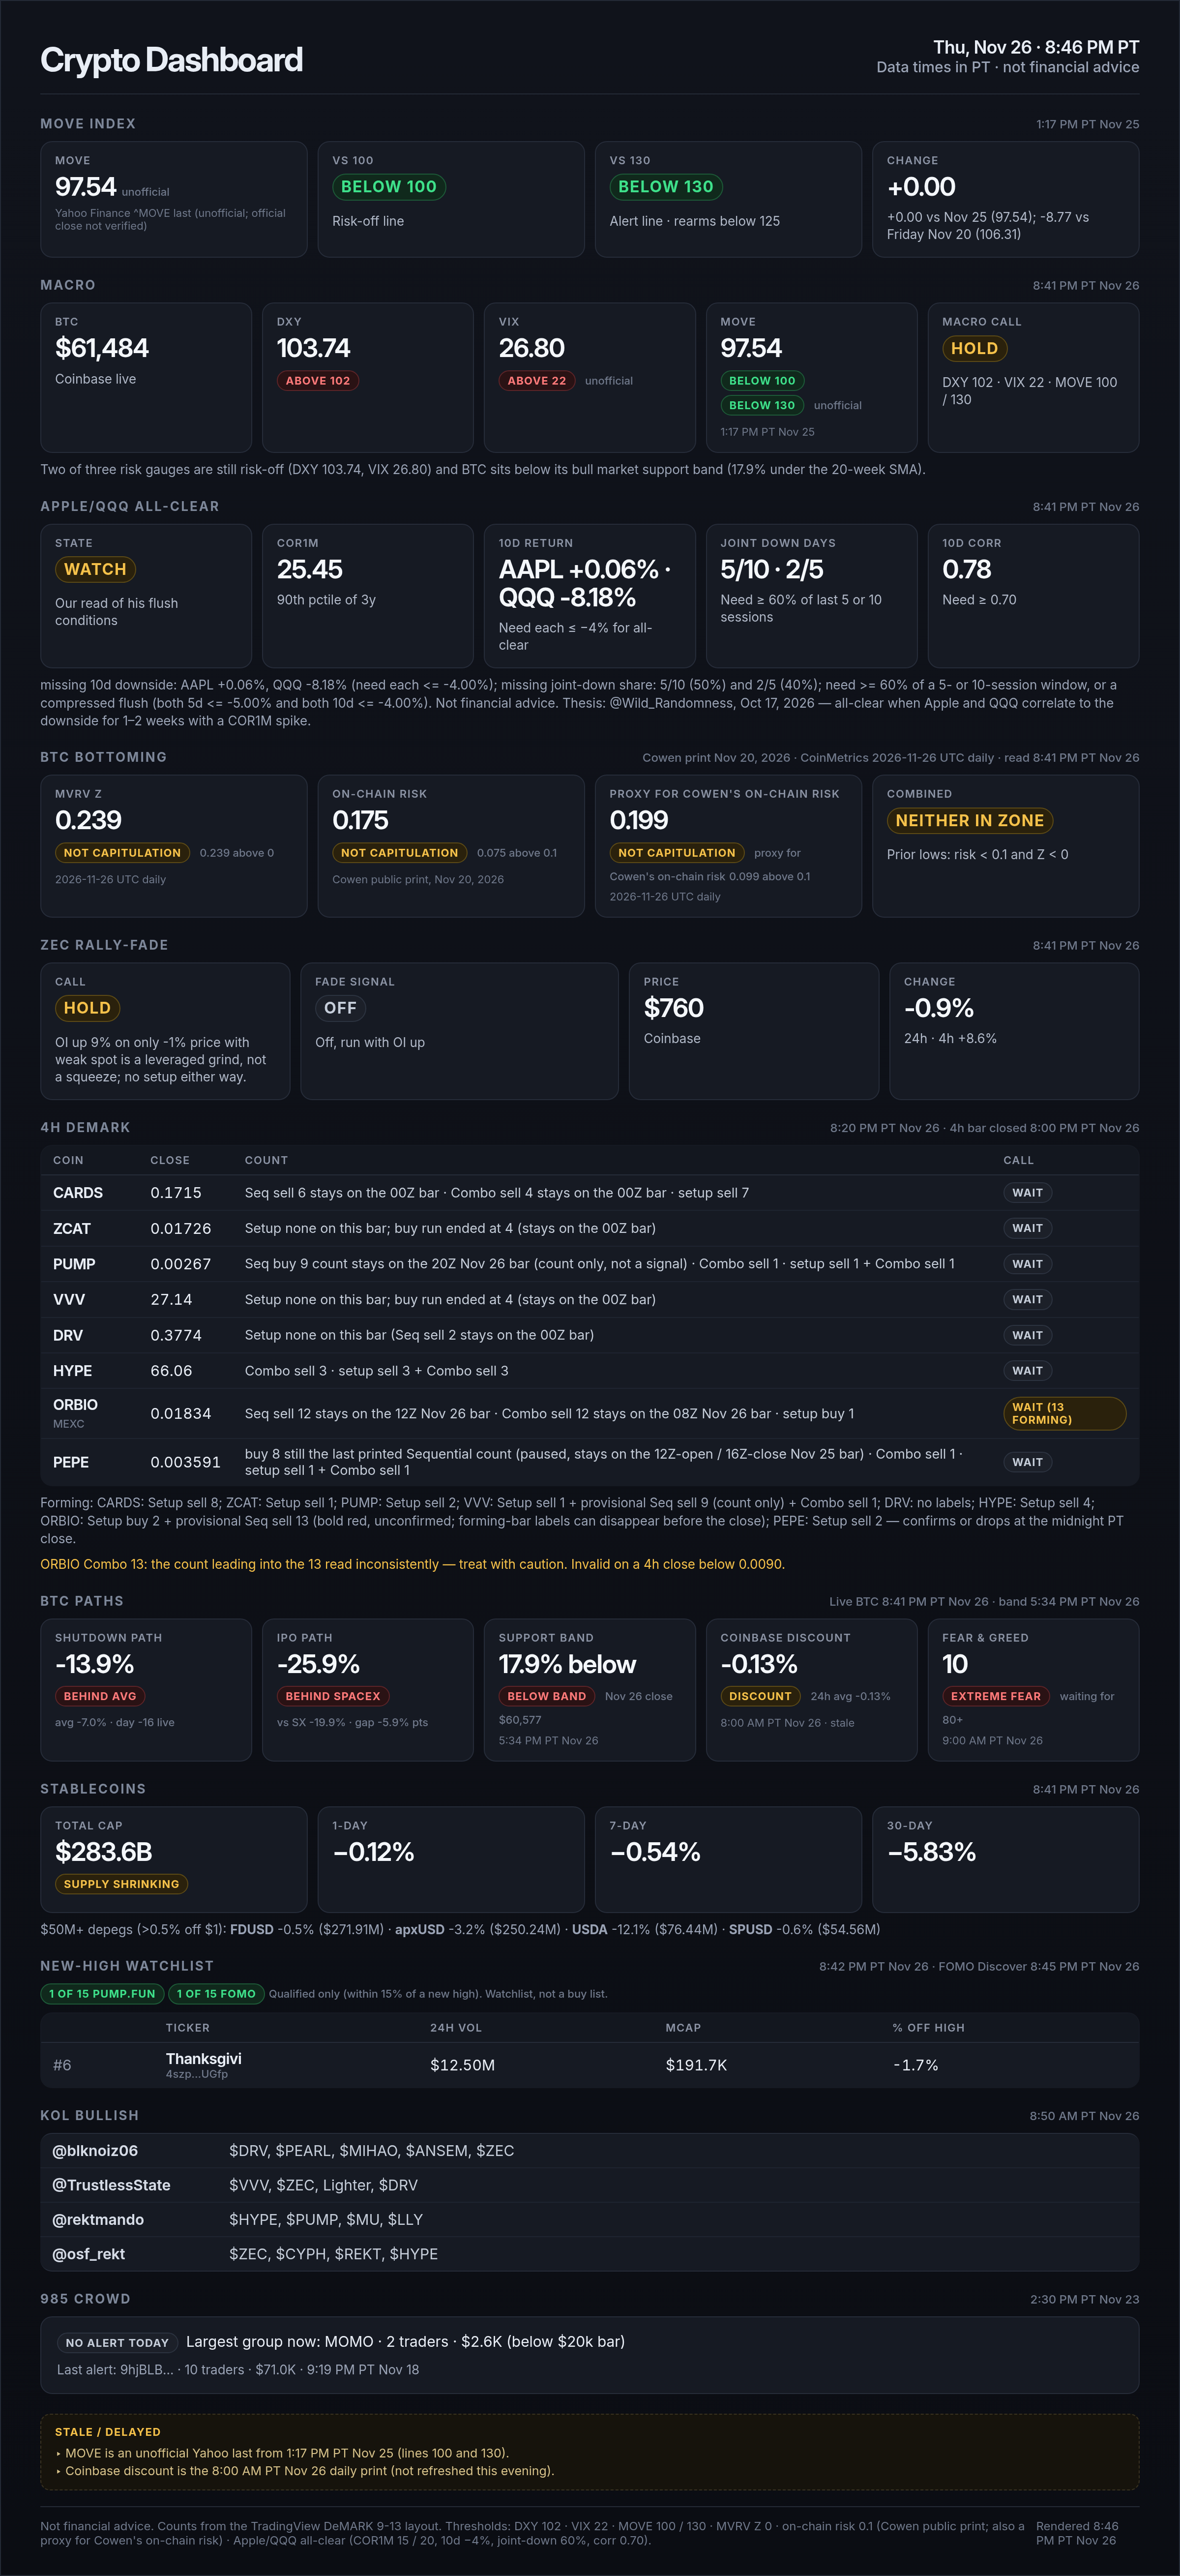 Crypto Dashboard
Thu, Nov 26 · 8:46 PM PT
Data times in PT · not financial advice
MOVE INDEX
1:17 PM PT Nov 25
MOVE
97.54 unofficial
Yahoo Finance ^MOVE last (unofficial; official
close not verified)
VS 100
BELOW 100
Risk-off line
VS 130
BELOW 130
Alert line · rearms below 125
CHANGE
+0.00
+0.00 vs Nov 25 (97.54); -8.77 vs
Friday Nov 20 (106.31)
MACRO
8:41 PM PT Nov 26
BTC
$61,484
Coinbase live
DXY
103.74
ABOVE 102
VIX
26.80
ABOVE 22 unofficial
MOVE
97.54
BELOW 100
BELOW 130 unofficial
1:17 PM PT Nov 25
MACRO CALL
HOLD
DXY 102 · VIX 22 · MOVE 100
/ 130
Two of three risk gauges are still risk-off (DXY 103.74, VIX 26.80) and BTC sits below its bull market support band (17.9% under the 20-week SMA).
APPLE/QQQ ALL-CLEAR
8:41 PM PT Nov 26
STATE
WATCH
Our read of his flush
conditions
COR1M
25.45
90th pctile of 3y
10D RETURN
AAPL +0.06% ·
QQQ -8.18%
Need each ≤ −4% for all-
clear
JOINT DOWN DAYS
5/10 · 2/5
Need ≥ 60% of last 5 or 10
sessions
10D CORR
0.78
Need ≥ 0.70
missing 10d downside: AAPL +0.06%, QQQ -8.18% (need each <= -4.00%); missing joint-down share: 5/10 (50%) and 2/5 (40%); need >= 60% of a 5- or 10-session window, or a
compressed flush (both 5d <= -5.00% and both 10d <= -4.00%). Not financial advice. Thesis: @Wild_Randomness, Oct 17, 2026 — all-clear when Apple and QQQ correlate to the
downside for 1–2 weeks with a COR1M spike.
BTC BOTTOMING
Cowen print Nov 20, 2026 · CoinMetrics 2026-11-26 UTC daily · read 8:41 PM PT Nov 26
MVRV Z
0.239
NOT CAPITULATION 0.239 above 0
2026-11-26 UTC daily
ON-CHAIN RISK
0.175
NOT CAPITULATION 0.075 above 0.1
Cowen public print, Nov 20, 2026
PROXY FOR COWEN'S ON-CHAIN RISK
0.199
NOT CAPITULATION proxy for
Cowen's on-chain risk 0.099 above 0.1
2026-11-26 UTC daily
COMBINED
NEITHER IN ZONE
Prior lows: risk < 0.1 and Z < 0
ZEC RALLY-FADE
8:41 PM PT Nov 26
CALL
HOLD
OI up 9% on only -1% price with
weak spot is a leveraged grind, not
a squeeze; no setup either way.
FADE SIGNAL
OFF
Off, run with OI up
PRICE
$760
Coinbase
CHANGE
-0.9%
24h · 4h +8.6%
4H DEMARK
8:20 PM PT Nov 26 · 4h bar closed 8:00 PM PT Nov 26
COIN CLOSE COUNT CALL
CARDS 0.1715 Seq sell 6 stays on the 00Z bar · Combo sell 4 stays on the 00Z bar · setup sell 7 WAIT
ZCAT 0.01726 Setup none on this bar; buy run ended at 4 (stays on the 00Z bar) WAIT
PUMP 0.00267 Seq buy 9 count stays on the 20Z Nov 26 bar (count only, not a signal) · Combo sell 1 · setup sell 1 + Combo sell 1 WAIT
VVV 27.14 Setup none on this bar; buy run ended at 4 (stays on the 00Z bar) WAIT
DRV 0.3774 Setup none on this bar (Seq sell 2 stays on the 00Z bar) WAIT
HYPE 66.06 Combo sell 3 · setup sell 3 + Combo sell 3 WAIT
ORBIO
MEXC
0.01834 Seq sell 12 stays on the 12Z Nov 26 bar · Combo sell 12 stays on the 08Z Nov 26 bar · setup buy 1
WAIT (13
FORMING)
PEPE 0.003591
buy 8 still the last printed Sequential count (paused, stays on the 12Z-open / 16Z-close Nov 25 bar) · Combo sell 1 ·
setup sell 1 + Combo sell 1
WAIT
Forming: CARDS: Setup sell 8; ZCAT: Setup sell 1; PUMP: Setup sell 2; VVV: Setup sell 1 + provisional Seq sell 9 (count only) + Combo sell 1; DRV: no labels; HYPE: Setup sell 4;
ORBIO: Setup buy 2 + provisional Seq sell 13 (bold red, unconfirmed; forming-bar labels can disappear before the close); PEPE: Setup sell 2 — confirms or drops at the midnight PT
close.
ORBIO Combo 13: the count leading into the 13 read inconsistently — treat with caution. Invalid on a 4h close below 0.0090.
BTC PATHS
Live BTC 8:41 PM PT Nov 26 · band 5:34 PM PT Nov 26
SHUTDOWN PATH
-13.9%
BEHIND AVG
avg -7.0% · day -16 live
IPO PATH
-25.9%
BEHIND SPACEX
vs SX -19.9% · gap -5.9% pts
SUPPORT BAND
17.9% below
BELOW BAND Nov 26 close
$60,577
5:34 PM PT Nov 26
COINBASE DISCOUNT
-0.13%
DISCOUNT 24h avg -0.13%
8:00 AM PT Nov 26 · stale
FEAR & GREED
10
EXTREME FEAR waiting for
80+
9:00 AM PT Nov 26
STABLECOINS
8:41 PM PT Nov 26
TOTAL CAP
$283.6B
SUPPLY SHRINKING
1-DAY
−0.12%
7-DAY
−0.54%
30-DAY
−5.83%
$50M+ depegs (>0.5% off $1): FDUSD -0.5% ($271.91M) · apxUSD -3.2% ($250.24M) · USDA -12.1% ($76.44M) · SPUSD -0.6% ($54.56M)
NEW-HIGH WATCHLIST
8:42 PM PT Nov 26 · FOMO Discover 8:45 PM PT Nov 26
1 OF 15 PUMP.FUN 1 OF 15 FOMO Qualified only (within 15% of a new high). Watchlist, not a buy list.
TICKER 24H VOL MCAP % OFF HIGH
#6 Thanksgivi $12.50M $191.7K -1.7%
4szp...UGfp
KOL BULLISH
8:50 AM PT Nov 26
@blknoiz06 $DRV, $PEARL, $MIHAO, $ANSEM, $ZEC
@TrustlessState $VVV, $ZEC, Lighter, $DRV
@rektmando $HYPE, $PUMP, $MU, $LLY
@osf_rekt $ZEC, $CYPH, $REKT, $HYPE
985 CROWD
2:30 PM PT Nov 23
NO ALERT TODAY Largest group now: MOMO · 2 traders · $2.6K (below $20k bar)
Last alert: 9hjBLB... · 10 traders · $71.0K · 9:19 PM PT Nov 18
STALE / DELAYED
‣ MOVE is an unofficial Yahoo last from 1:17 PM PT Nov 25 (lines 100 and 130).
‣ Coinbase discount is the 8:00 AM PT Nov 26 daily print (not refreshed this evening).
Not financial advice. Counts from the TradingView DeMARK 9-13 layout. Thresholds: DXY 102 · VIX 22 · MOVE 100 / 130 · MVRV Z 0 · on-chain risk 0.1 (Cowen public print; also a
proxy for Cowen's on-chain risk) · Apple/QQQ all-clear (COR1M 15 / 20, 10d −4%, joint-down 60%, corr 0.70).
Rendered 8:46
PM PT Nov 26